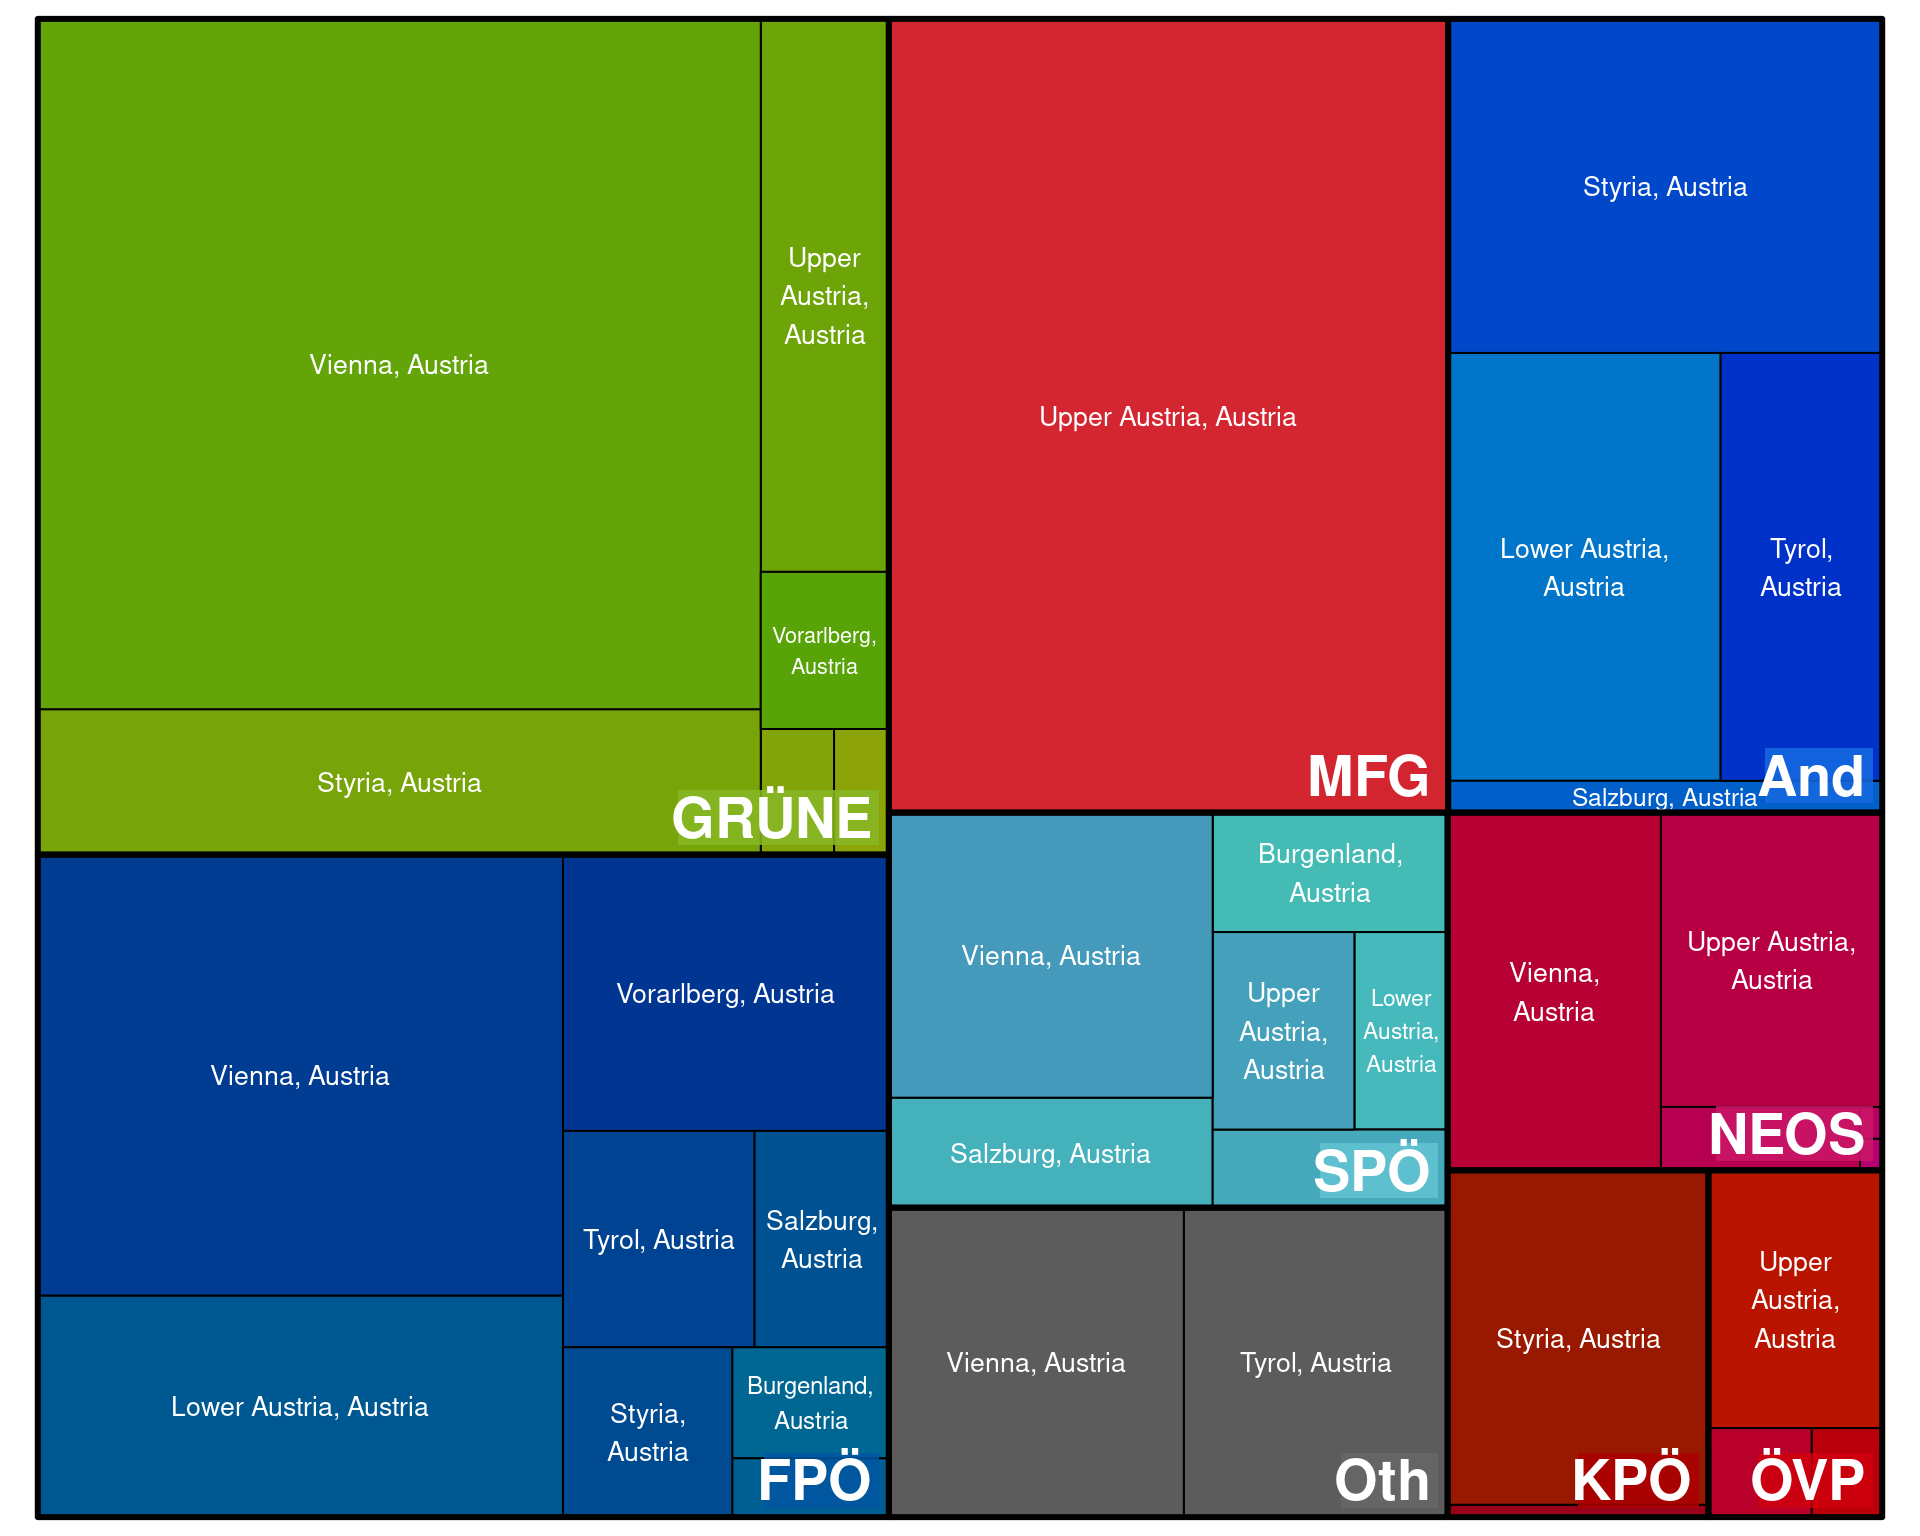 Vienna, Austria
Upper
Austria,
Austria
Vorarlberg,
Austria
Styria, Austria
GRÜNE
Upper Austria, Austria
MFG
Styria, Austria
Lower Austria,
Austria
Tyrol,
Austria
Salzburg, Austria
And
Vienna, Austria
Vorarlberg, Austria
Tyrol, Austria
Salzburg,
Austria
Lower Austria, Austria
Styria,
Austria
Burgenland,
Austria
FPÖ
Vienna, Austria
Burgenland,
Austria
Upper
Austria,
Austria
Lower
Austria,
Austria
Salzburg, Austria
SPÖ
Vienna,
Austria
Upper Austria,
Austria
NEOS
Vienna, Austria
Tyrol, Austria
Oth
Styria, Austria
KPÖ
Upper
Austria,
Austria
ÖVP